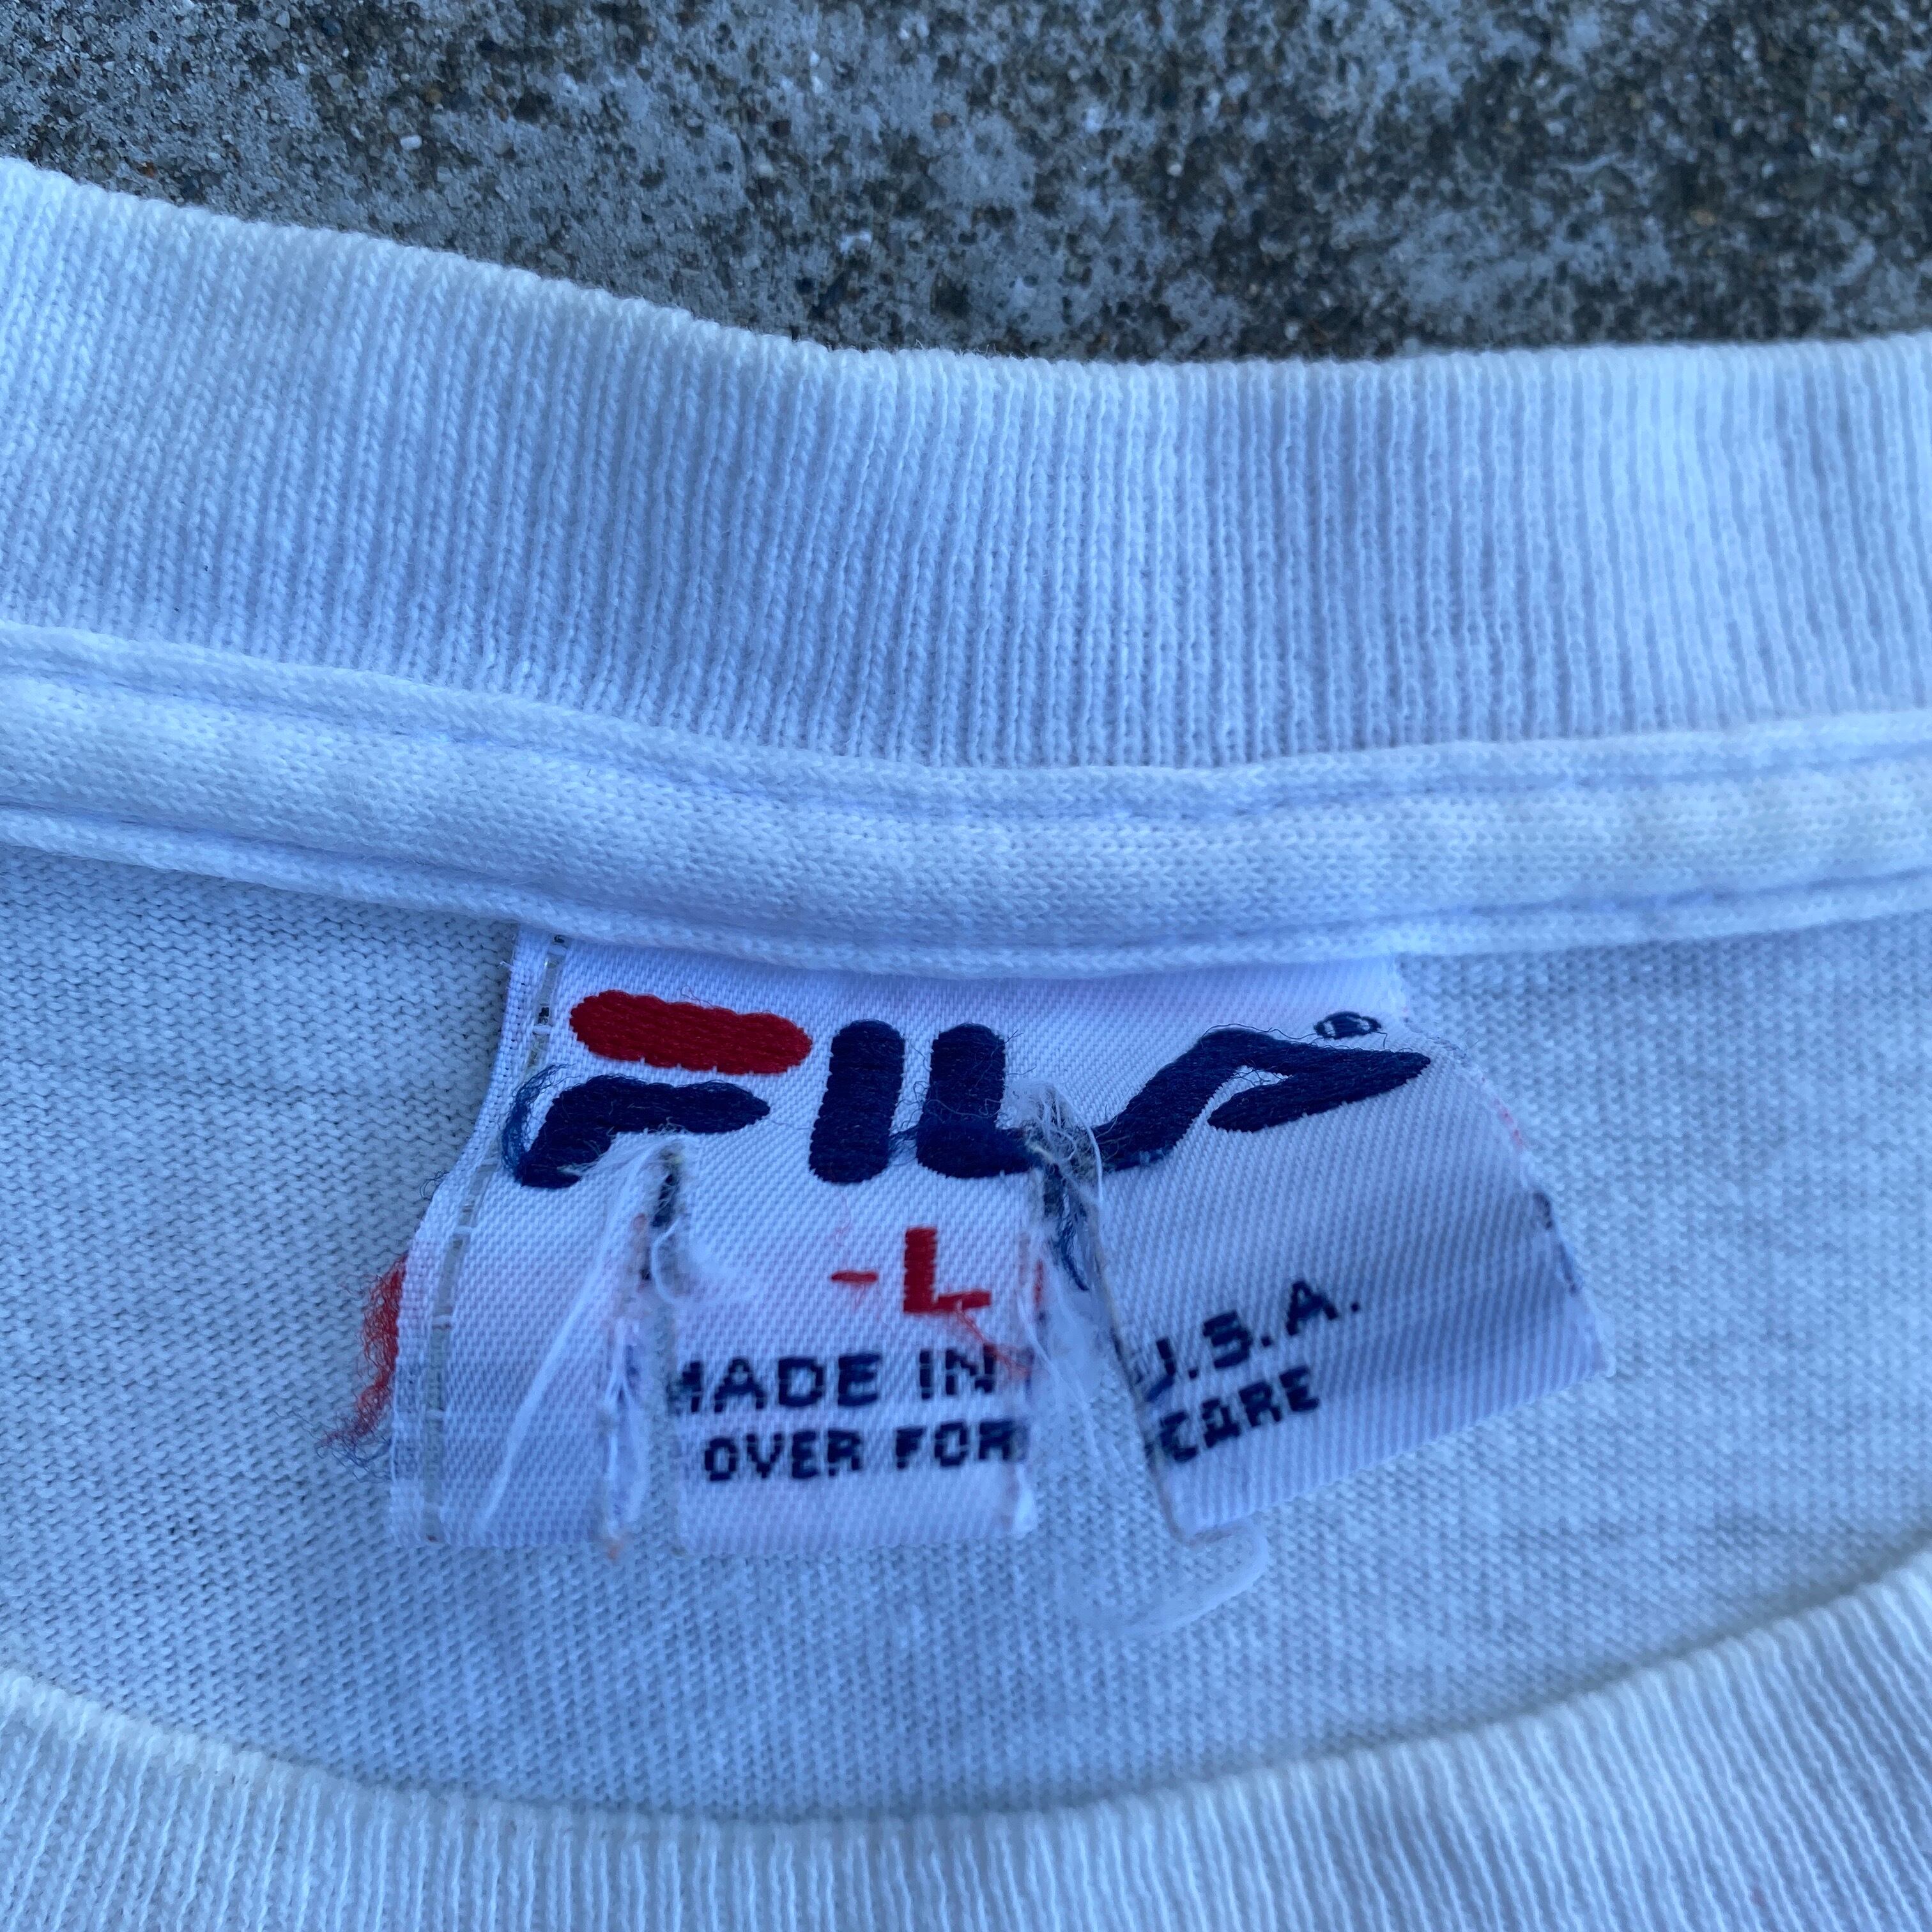 FILA®
-L
MADE IN U.S.A.
OVER FOR CARE